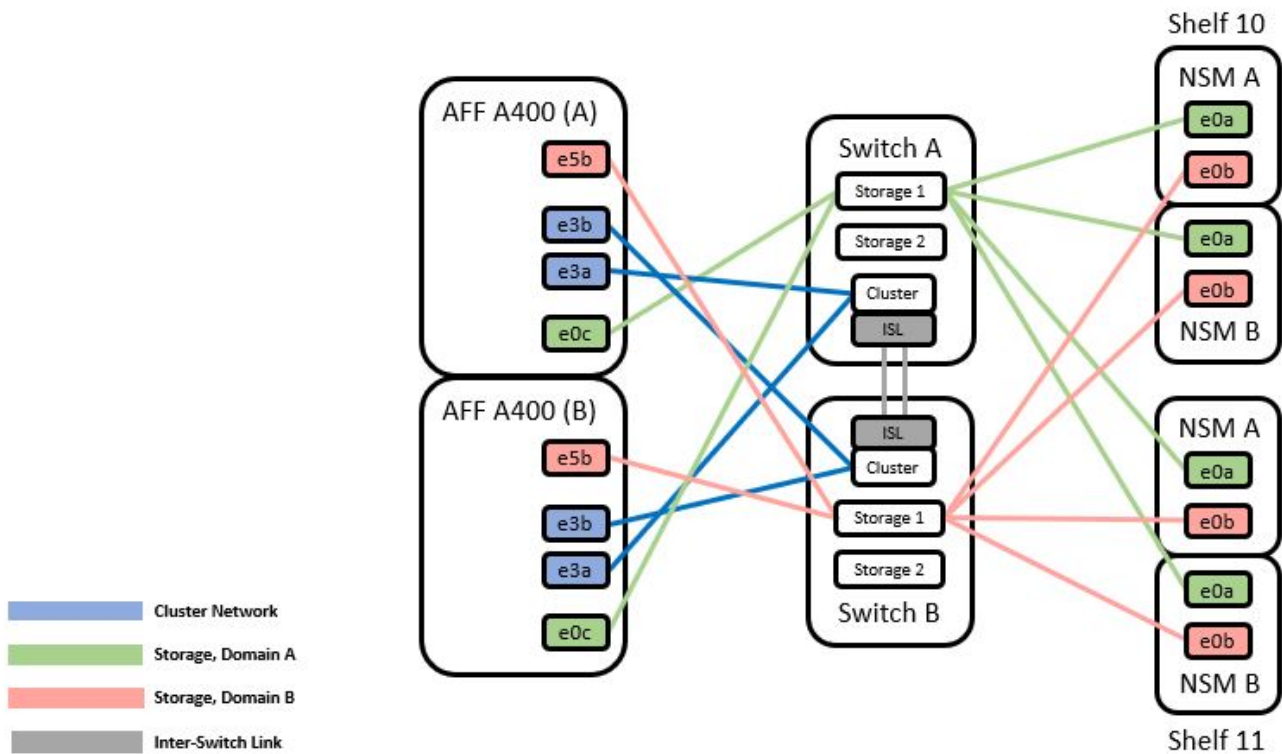 Shelf 10
AFF A400 (A)
e5b
e3b
e3a
e0c
AFF A400 (B)
e5b
e3b
e3a
e0c
Switch A
Storage 1
Storage 2
Cluster
ISL
ISL
Cluster
Storage 1
Storage 2
Switch B
NSM A
e0a
e0b
e0a
e0b
NSM B
NSM A
e0a
e0b
e0a
e0b
NSM B
Shelf 11
Cluster Network
Storage, Domain A
Storage, Domain B
Inter-Switch Link